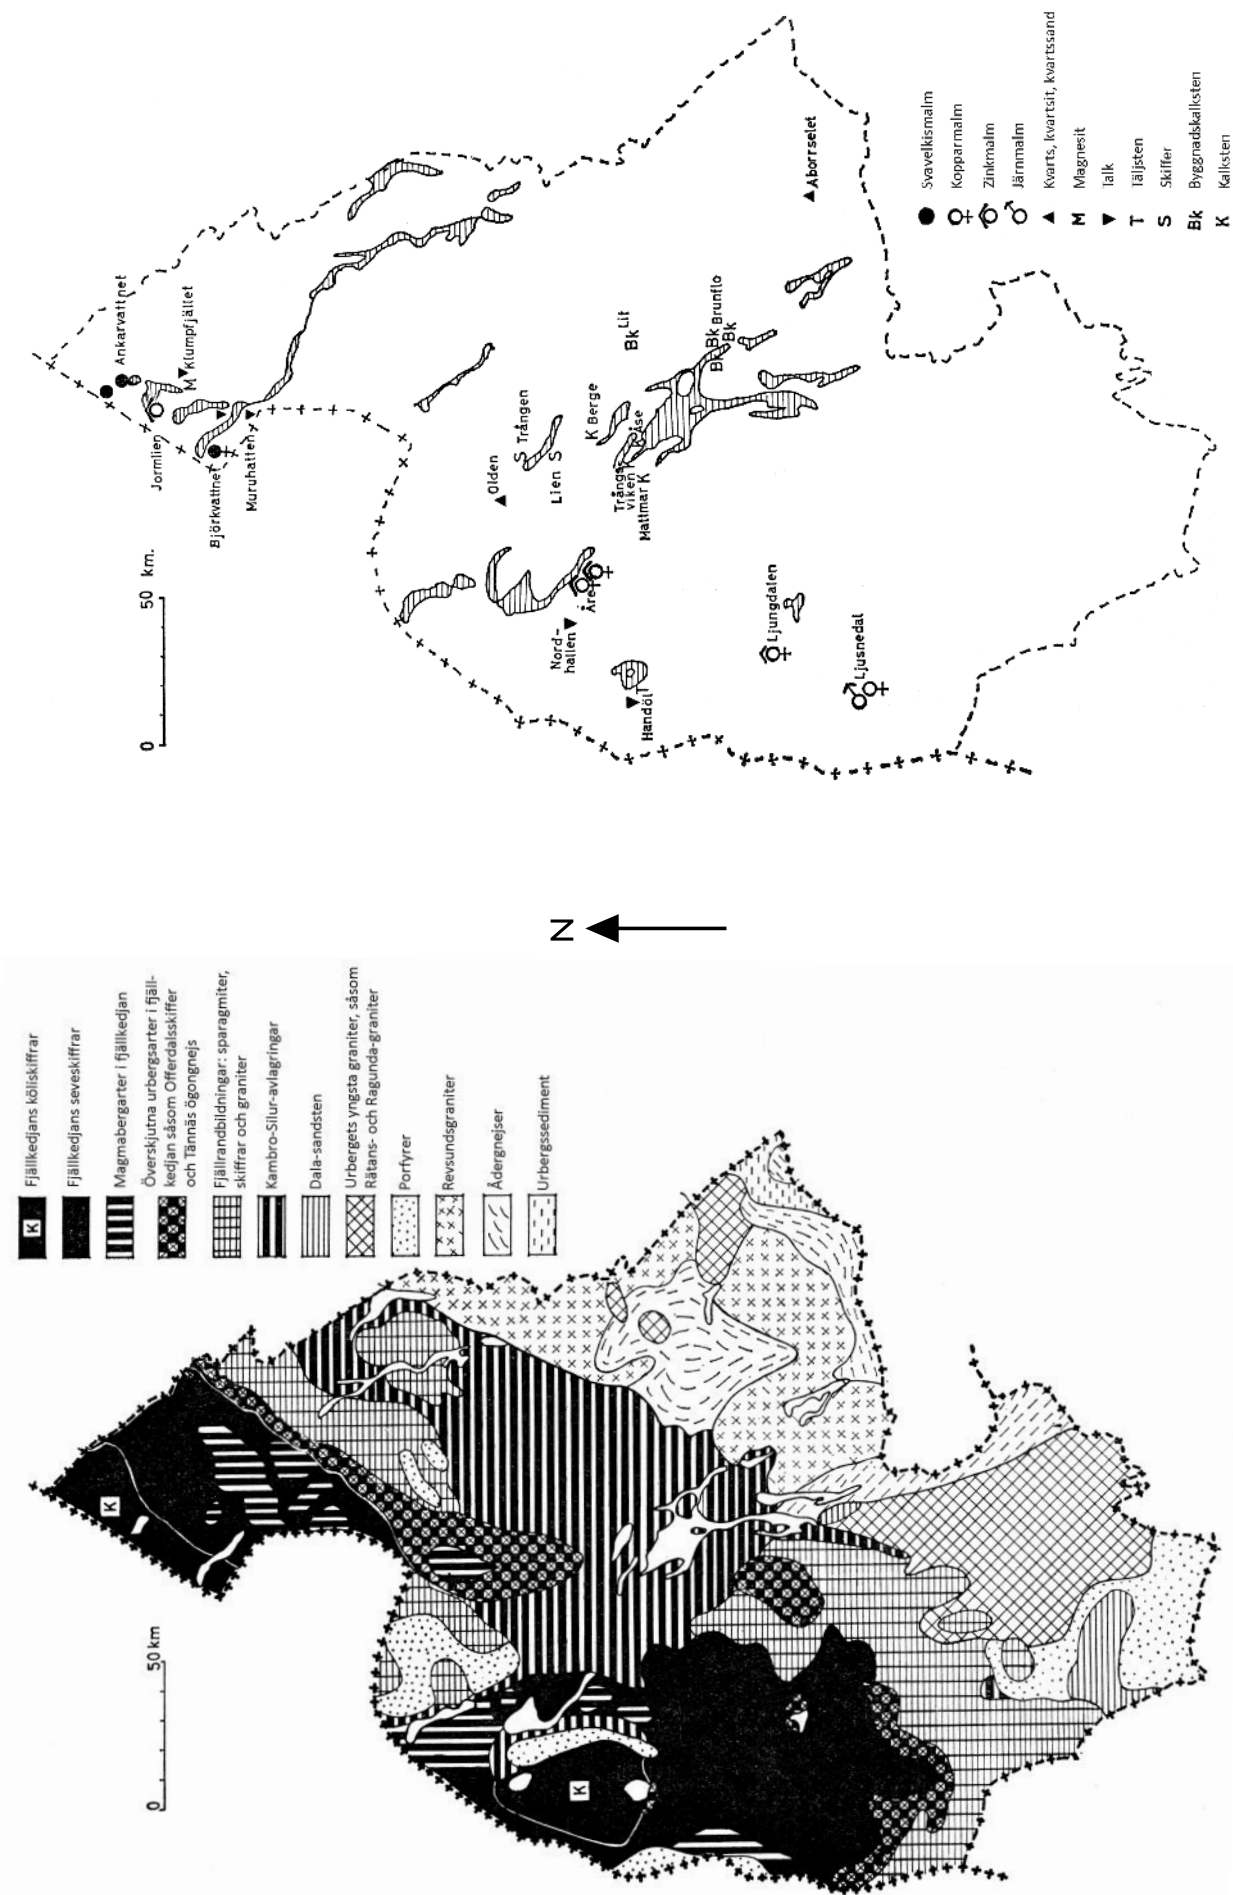 Ankarvattnet
Klumpfjället
M
Jormlien
Björkvattnet
Muruhatten
50 km.
0
Olden
Trången
S
Lien S
K Berge
Bk Lit
Bk Brunflo
Bk
Bk
K Åse
Trångs-
viken
Mattmar K
Åre
Nord-
hallen
T
Handöl
Ljungdalen
Ljusnedal
Aborrselet
Svavelkismalm
Kopparmalm
Zinkmalm
Järnmalm
Kvarts, kvartsit, kvartssand
M Magnesit
Talk
T Täljsten
S Skiffer
Bk Byggnadskalksten
K Kalksten
N
K Fjällkedjans köliskiffrar
Fjällkedjans seveskiffrar
Magmabergarter i fjällkedjan
Överskjutna urbergsarter i fjäll-
kedjan såsom Offerdalsskiffer
och Tännäs ögongnejs
Fjällrandbildningar: sparagmiter,
skiffrar och graniter
Kambro-Silur-avlagringar
Dala-sandsten
Urbergets yngsta graniter, såsom
Rätans- och Ragunda-graniter
Porfyrer
Revsundsgraniter
Ådergnejser
Urbergssediment
K
K
50 km
0